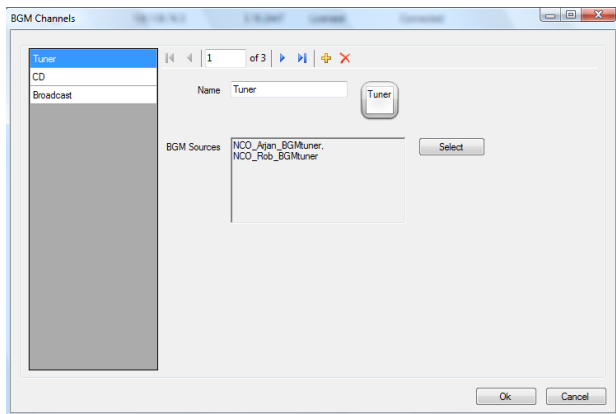 BGM Channels
Tuner
CD
Broadcast
1 of 3
Name Tuner Tuner
BGM Sources NCO_Arjan_BGMtuner, Select
NCO_Rob_BGMtuner
Ok Cancel